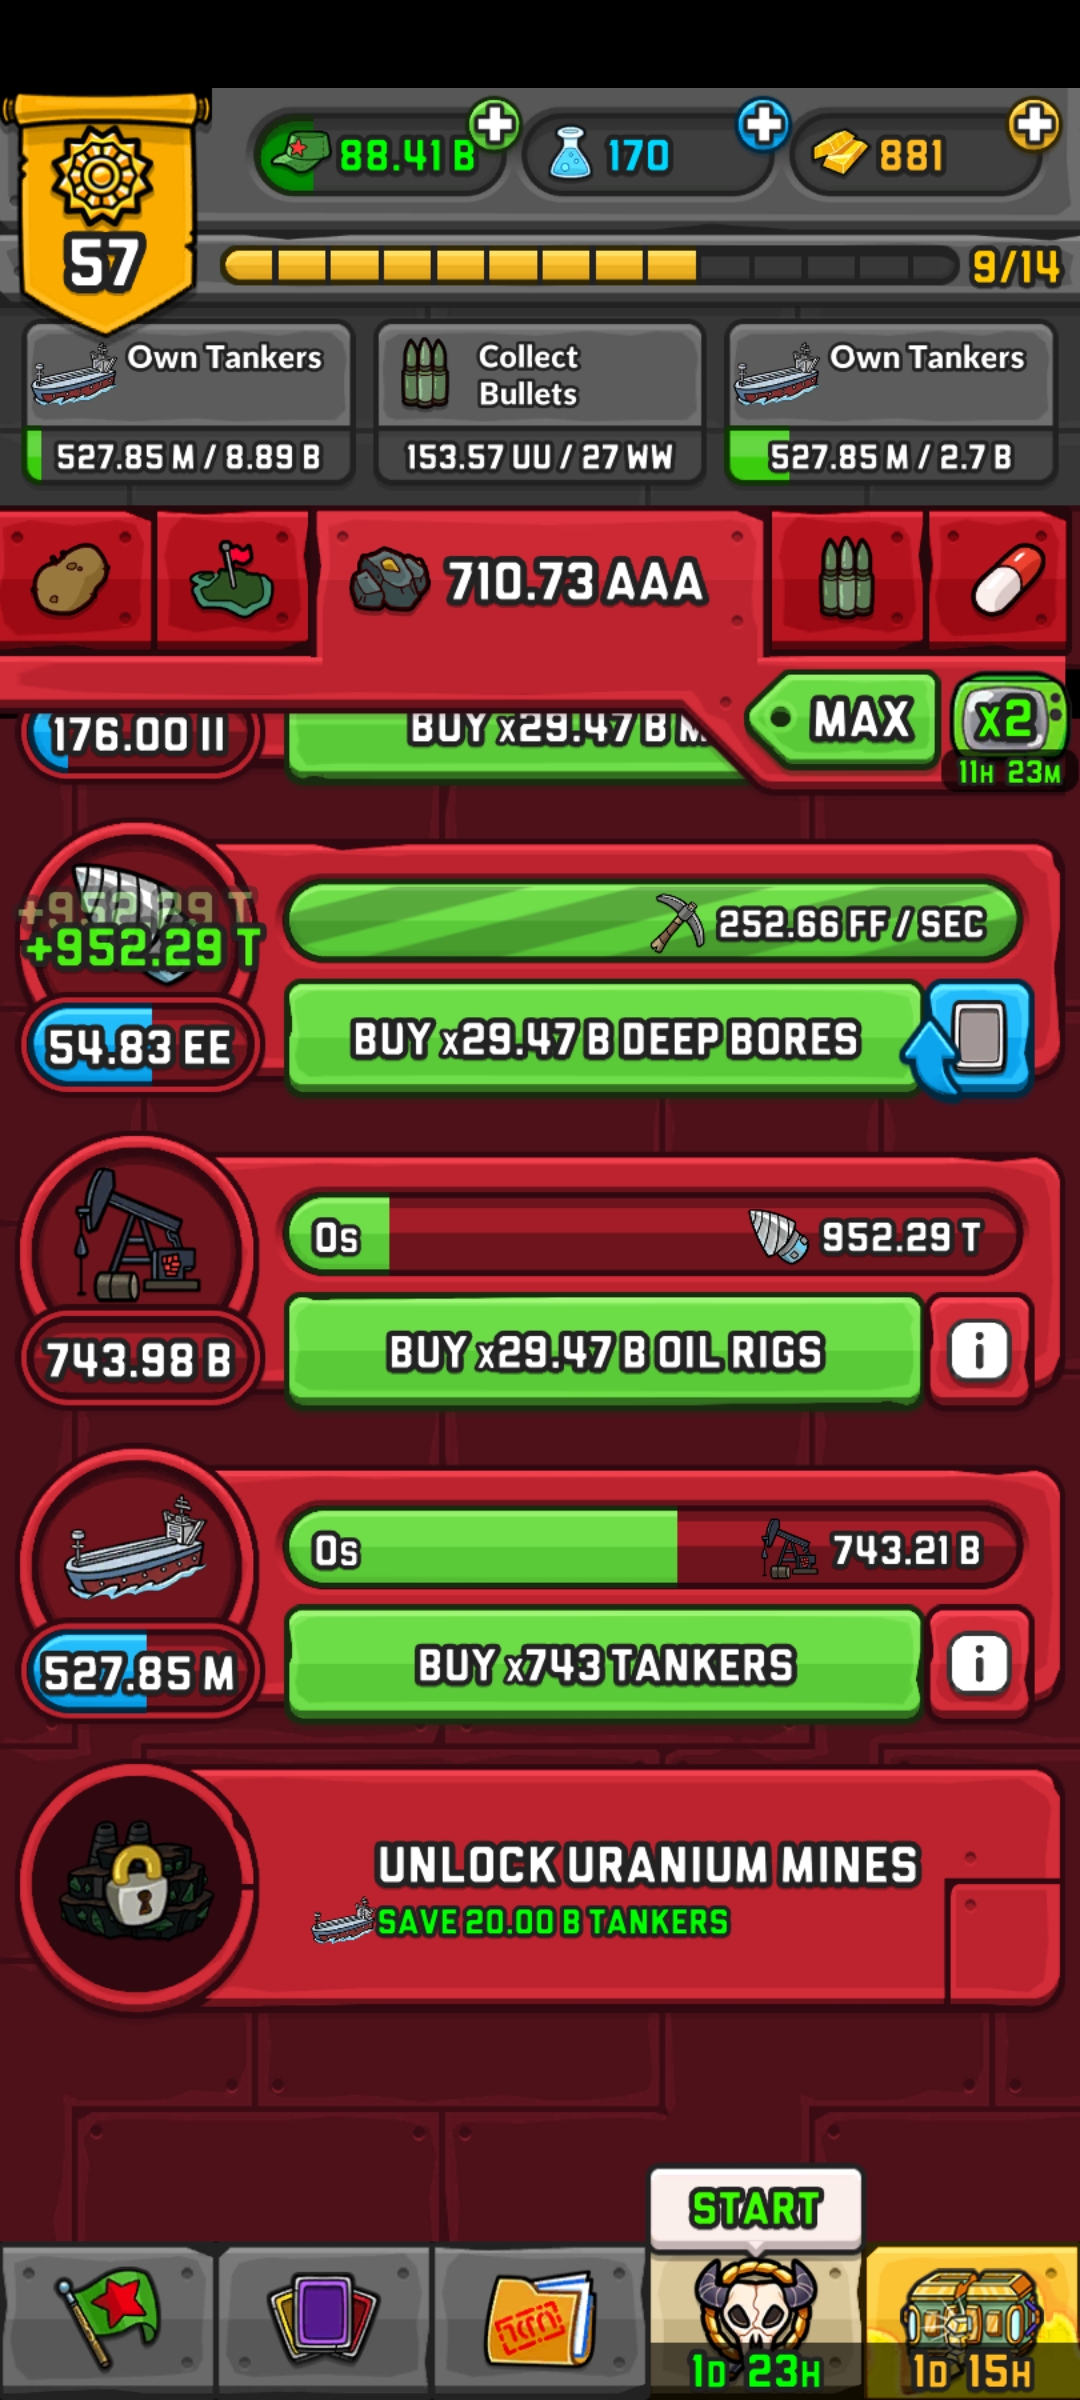 57
88.41 B
170
881
9/14
Own Tankers
527.85 M / 8.89 B
Collect
Bullets
153.57 UU / 27 WW
Own Tankers
527.85 M / 2.7 B
710.73 AAA
MAX
x2
11H 23M
176.00 II
BUY x29.47 B M
+952.29 T
+952.29 T
252.66 FF / SEC
54.83 EE
BUY x29.47 B DEEP BORES
0s
952.29 T
743.98 B
BUY x29.47 B OIL RIGS
i
0s
743.21 B
527.85 M
BUY x743 TANKERS
i
UNLOCK URANIUM MINES
SAVE 20.00 B TANKERS
START
1D 23H
1D 15H